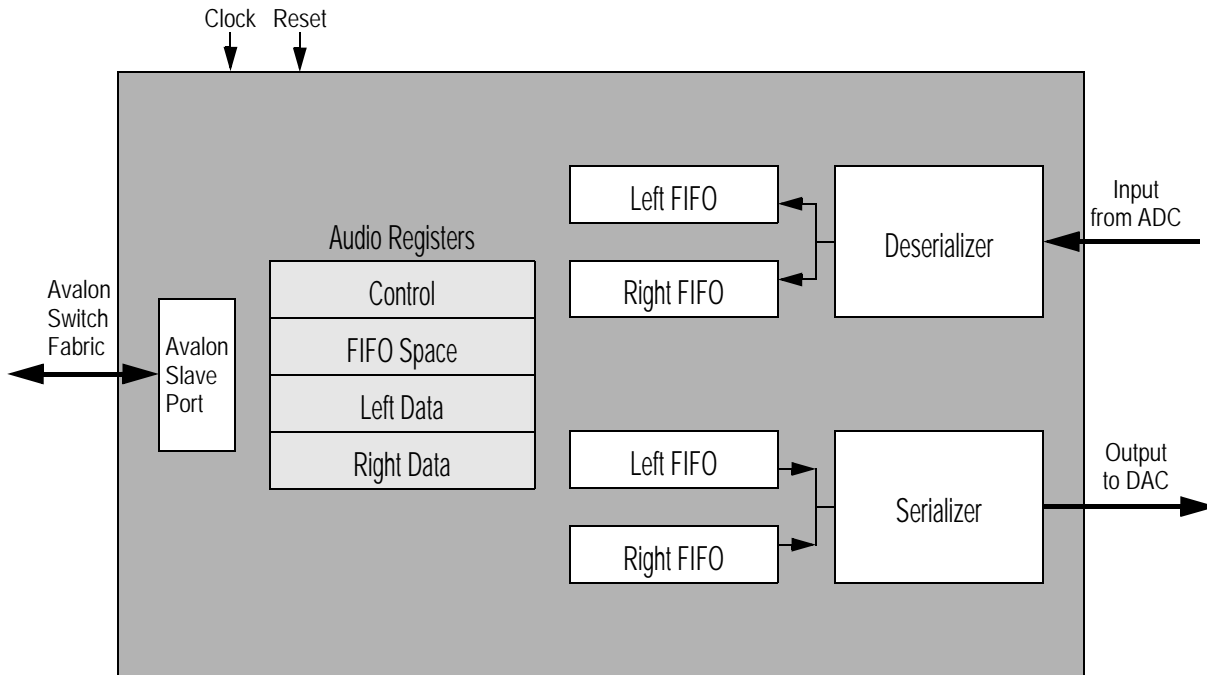 Clock Reset
Left FIFO
Right FIFO
Deserializer
Input
from ADC
Audio Registers
Control
FIFO Space
Left Data
Right Data
Avalon
Switch
Fabric
Avalon
Slave
Port
Left FIFO
Right FIFO
Serializer
Output
to DAC